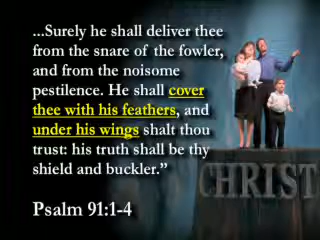 ...Surely he shall deliver thee
from the snare of the fowler,
and from the noisome
pestilence. He shall cover
thee with his feathers, and
under his wings shalt thou
trust: his truth shall be thy
shield and buckler.”
Psalm 91:1-4
CHRIST